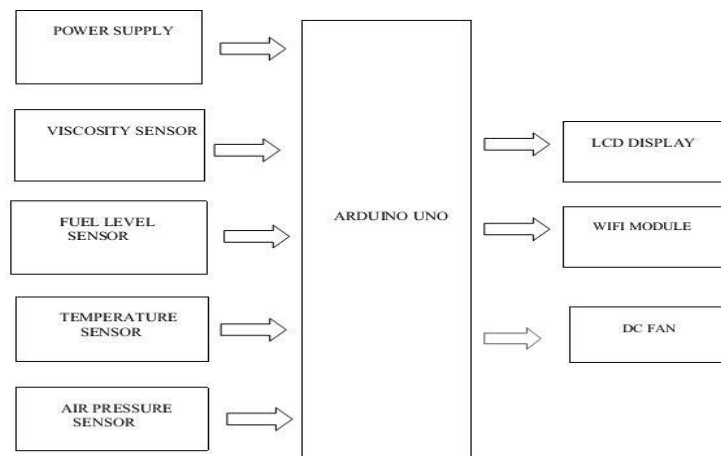 POWER SUPPLY
VISCOSITY SENSOR
FUEL LEVEL
SENSOR
TEMPERATURE
SENSOR
AIR PRESSURE
SENSOR
ARDUINO UNO
LCD DISPLAY
WIFI MODULE
DC FAN